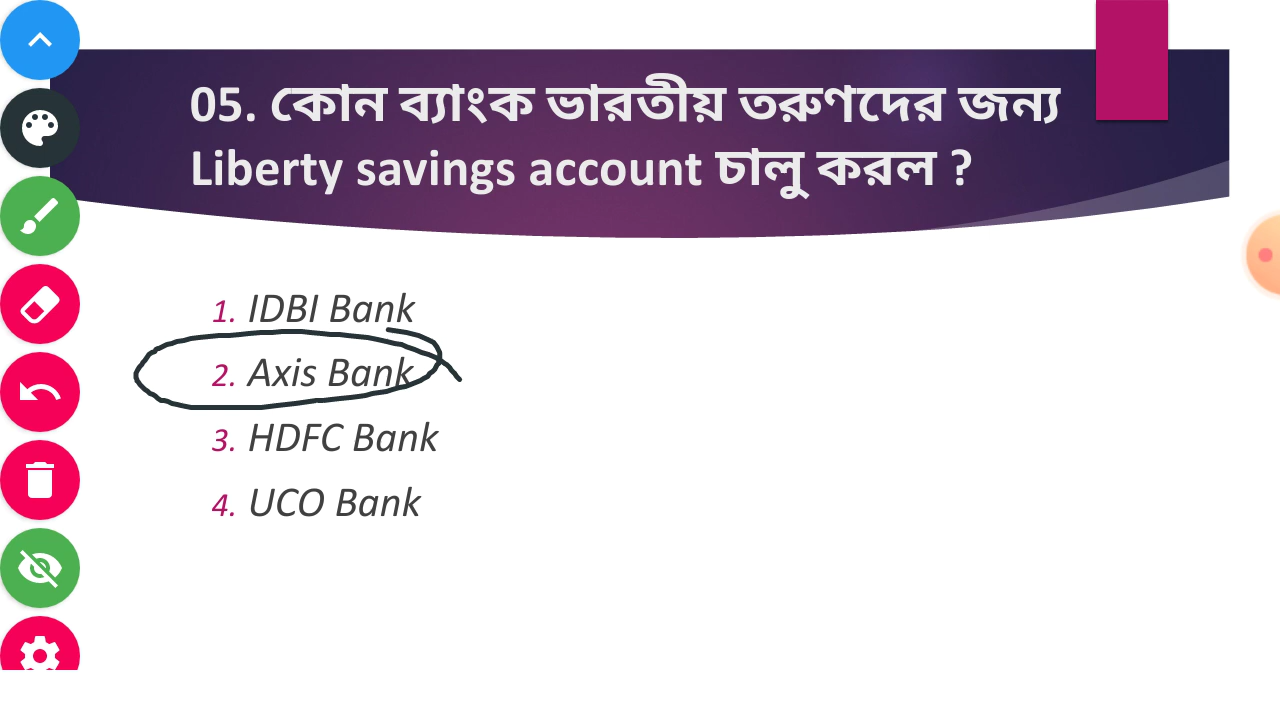 05. কোন ব্যাংক ভারতীয় তরুণদের জন্য
Liberty savings account চালু করল ?
1. IDBI Bank
2. Axis Bank
3. HDFC Bank
4. UCO Bank